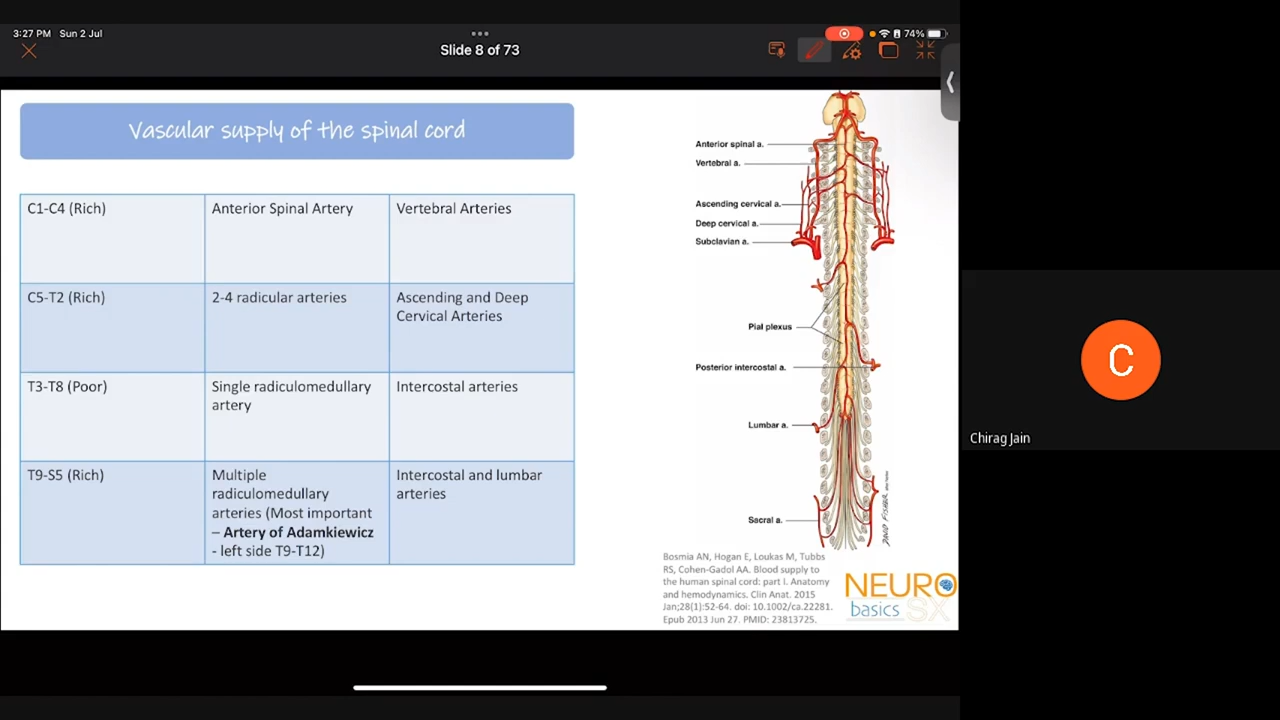 3:27 PM Sun 2 Jul
74%
Slide 8 of 73
Vascular supply of the spinal cord
C1-C4 (Rich)
Anterior Spinal Artery
Vertebral Arteries
C5-T2 (Rich)
2-4 radicular arteries
Ascending and Deep
Cervical Arteries
T3-T8 (Poor)
Single radiculomedullary
artery
Intercostal arteries
T9-S5 (Rich)
Multiple
radiculomedullary
arteries (Most important
– Artery of Adamkiewicz
- left side T9-T12)
Intercostal and lumbar
arteries
Anterior spinal a.
Vertebral a.
Ascending cervical a.
Deep cervical a.
Subclavian a.
Pial plexus
Posterior intercostal a.
Lumbar a.
Sacral a.
DAVID FISHER
Bosmia AN, Hogan E, Loukas M, Tubbs
RS, Cohen-Gadol AA. Blood supply to
the human spinal cord: part I. Anatomy
and hemodynamics. Clin Anat. 2015
Jan;28(1):52-64. doi: 10.1002/ca.22281.
Epub 2013 Jun 27. PMID: 23813725.
NEURO
basics SX
C
Chirag Jain